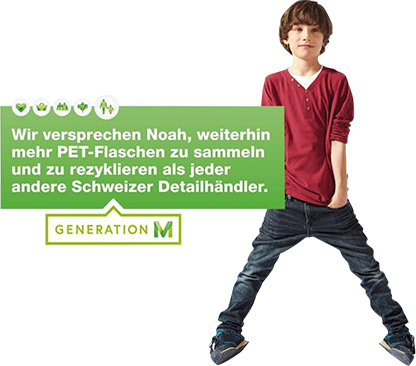 Wir versprechen Noah, weiterhin
mehr PET-Flaschen zu sammeln
und zu rezyklieren als jeder
andere Schweizer Detailhändler.
GENERATION M